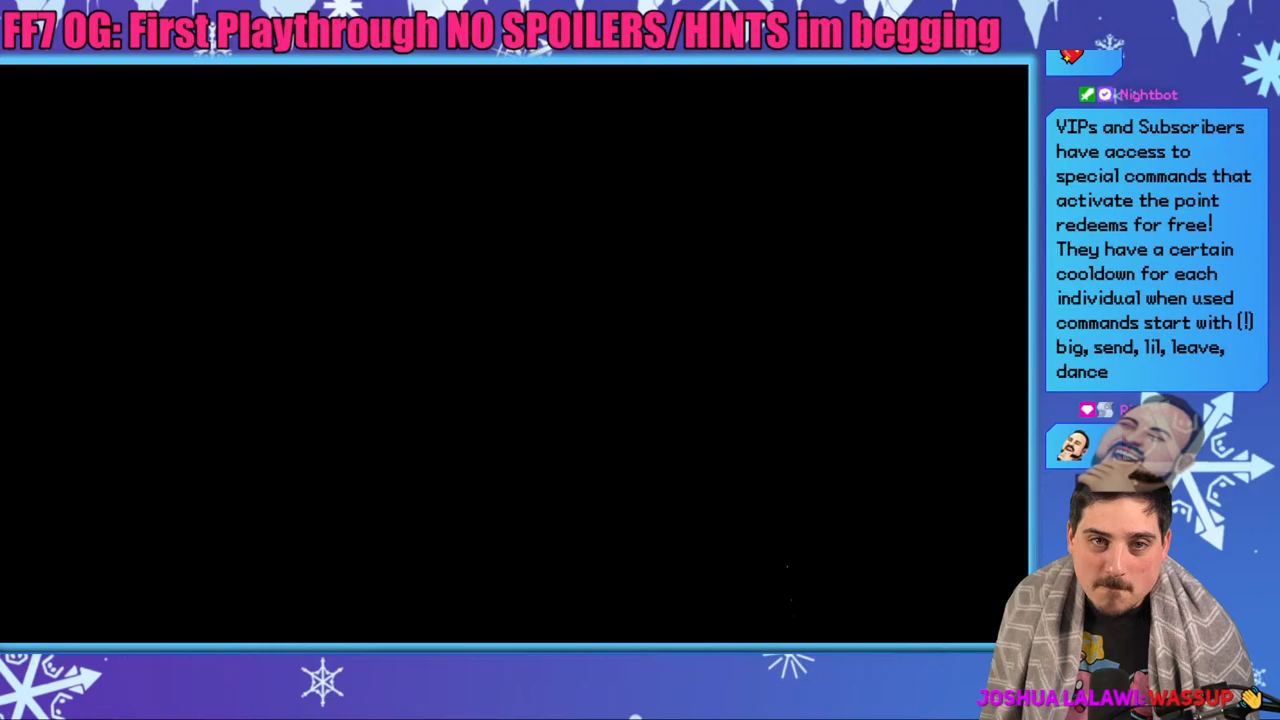 FF7 OG: First Playthrough NO SPOILERS/HINTS im begging
Nightbot
VIPs and Subscribers
have access to
special commands that
activate the point
redeems for free!
They have a certain
cooldown for each
individual when used
commands start with (!)
big, send, lil, leave,
dance
JOSHUA LALAWI: WASSUP 👋